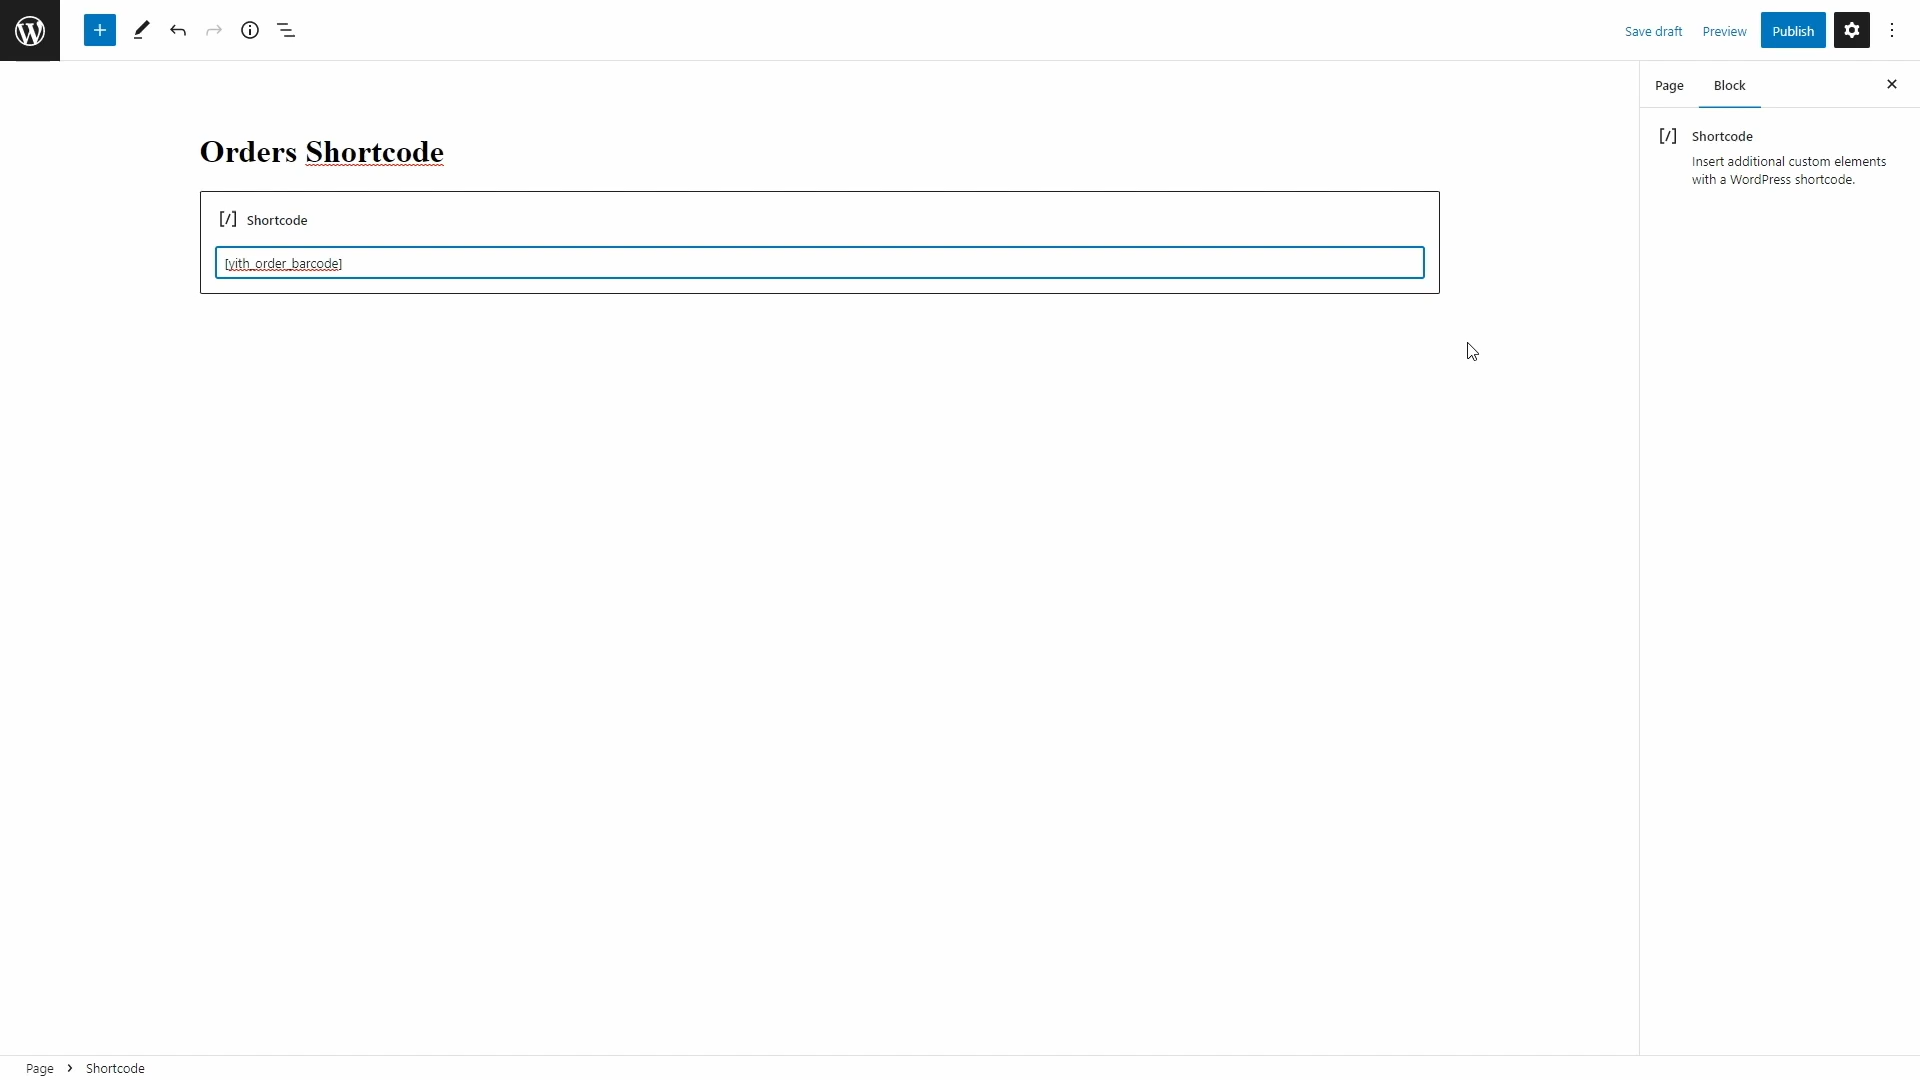 Save draft Preview Publish
Page Block
Orders Shortcode
[/] Shortcode
[yith_order_barcode]
[/] Shortcode
Insert additional custom elements
with a WordPress shortcode.
Page > Shortcode